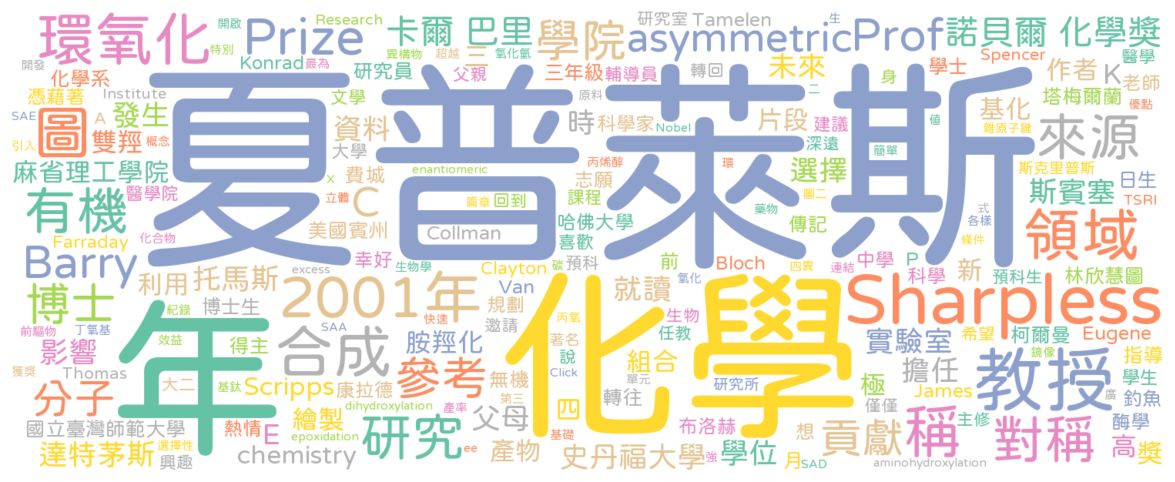 環氧化
Prize
卡爾 巴里
學院
研究室
Tamelen
asymmetric
Prof
諾貝爾 化學獎
生
醫學
開啟
Research
異構物
超越
氧化氫
三
特別
Konrad
最為
研究員
父親
三年級
輔導員
轉回
未來
身
學士
Spencer
作者
K
老師
開發
化學系
憑藉著
Institute
文學
原料
二
塔梅爾蘭
優點
夏普萊斯
SAE
A
發生
資料
時
科學家
Nobel
片段
建議
值
基化
雜原子鏈
圖
雙羥
引入
概念
大學
丙烯醇
環
深遠
簡單
來源
麻省理工學院
費城
enantiomeric
志願
選擇
斯克里普斯
醫學院
x
立體
C
篇章
回到
課程
藥物
圖二
斯賓塞
日生
TSRI
有機
美國賓州
哈佛大學
傳記
式
各樣
Farraday
化合物
Collman
喜歡
領域
條件
Barry
幸好
生物學
碳
預科
前
氧化
四異
連結
中學
P
利用
托馬斯
excess
Clayton
Bloch
科學
新
預科生
林欣慧圖
博士
2001年
Van
就讀
Sharpless
紀錄
博士生
規劃
丙氧
生物
前驅物
丁氧基
年
SAA
快速
邀請
任教
化學
效益
得主
合成
胺羥化
著名
說
實驗室
希望
柯爾曼
Eugene
影響
組合
鏡像
獲獎
Thomas
大二
基鈦
Scripps
康拉德
參考
無機
Click
單元
轉往
研究所
極
擔任
教授
指導
James
廣
學生
分子
dihydroxylation
產率
第三
四
僅僅
主修
釣魚
繪製
父母
國立臺灣師範大學
熱情
E
epoxidation
研究
基礎
布洛赫
想
貢獻
稱
對稱
酶學
達特茅斯
選擇性
興趣
chemistry
ee
產物
史丹福大學
強
學位
月
SAD
aminohydroxylation
高
獎